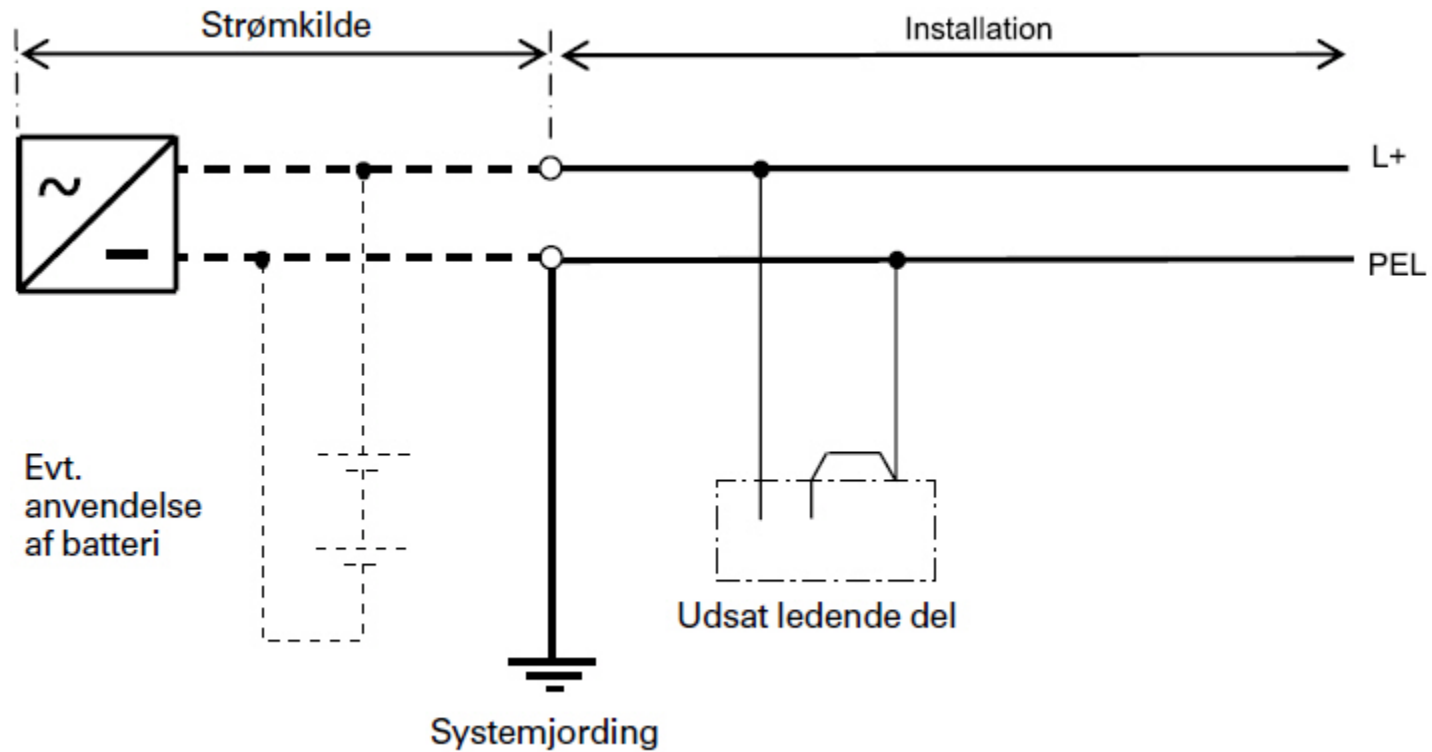 Strømkilde
Installation
L+
PEL
Evt.
anvendelse
af batteri
Udsat ledende del
Systemjording